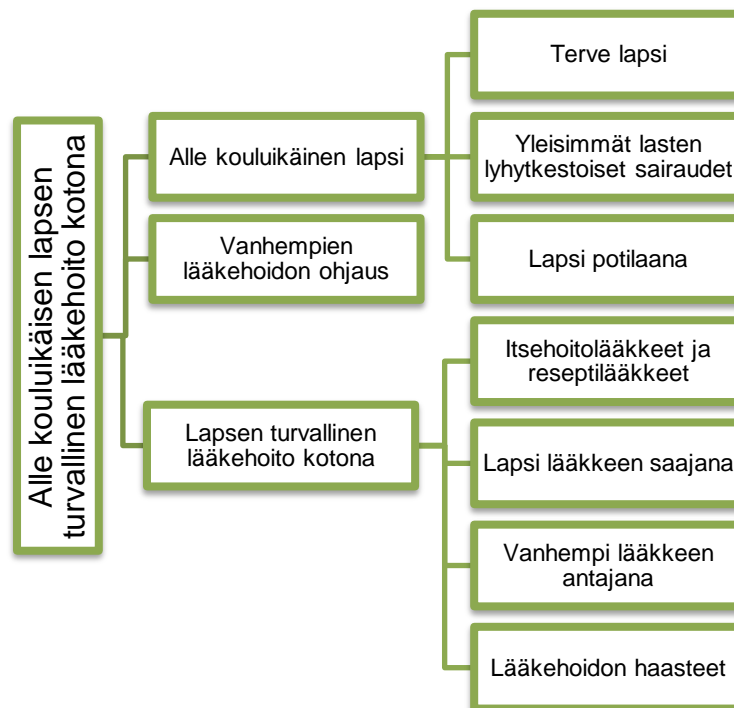 Alle kouluikäisen lapsen
turvallinen lääkehoito kotona
Alle kouluikäinen lapsi
Terve lapsi
Yleisimmät lasten
lyhytkestoiset sairaudet
Lapsi potilaana
Vanhempien
lääkehoidon ohjaus
Lapsen turvallinen
lääkehoito kotona
Itsehoitolääkkeet ja
reseptilääkkeet
Lapsi lääkkeen saajana
Vanhempi lääkkeen
antajana
Lääkehoidon haasteet